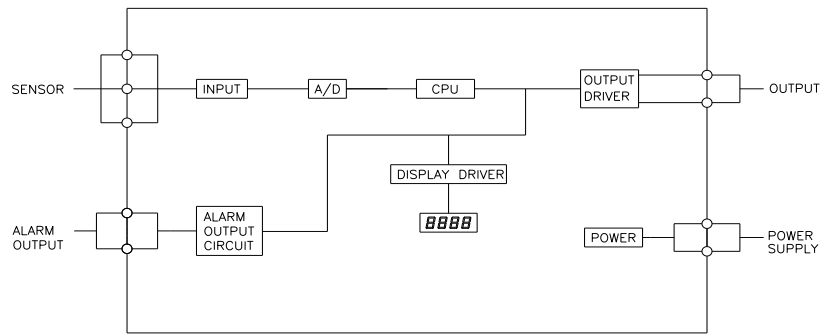 SENSOR
INPUT
A/D
CPU
OUTPUT
DRIVER
OUTPUT
DISPLAY DRIVER
8888
ALARM
OUTPUT
ALARM
OUTPUT
CIRCUIT
POWER
POWER
SUPPLY